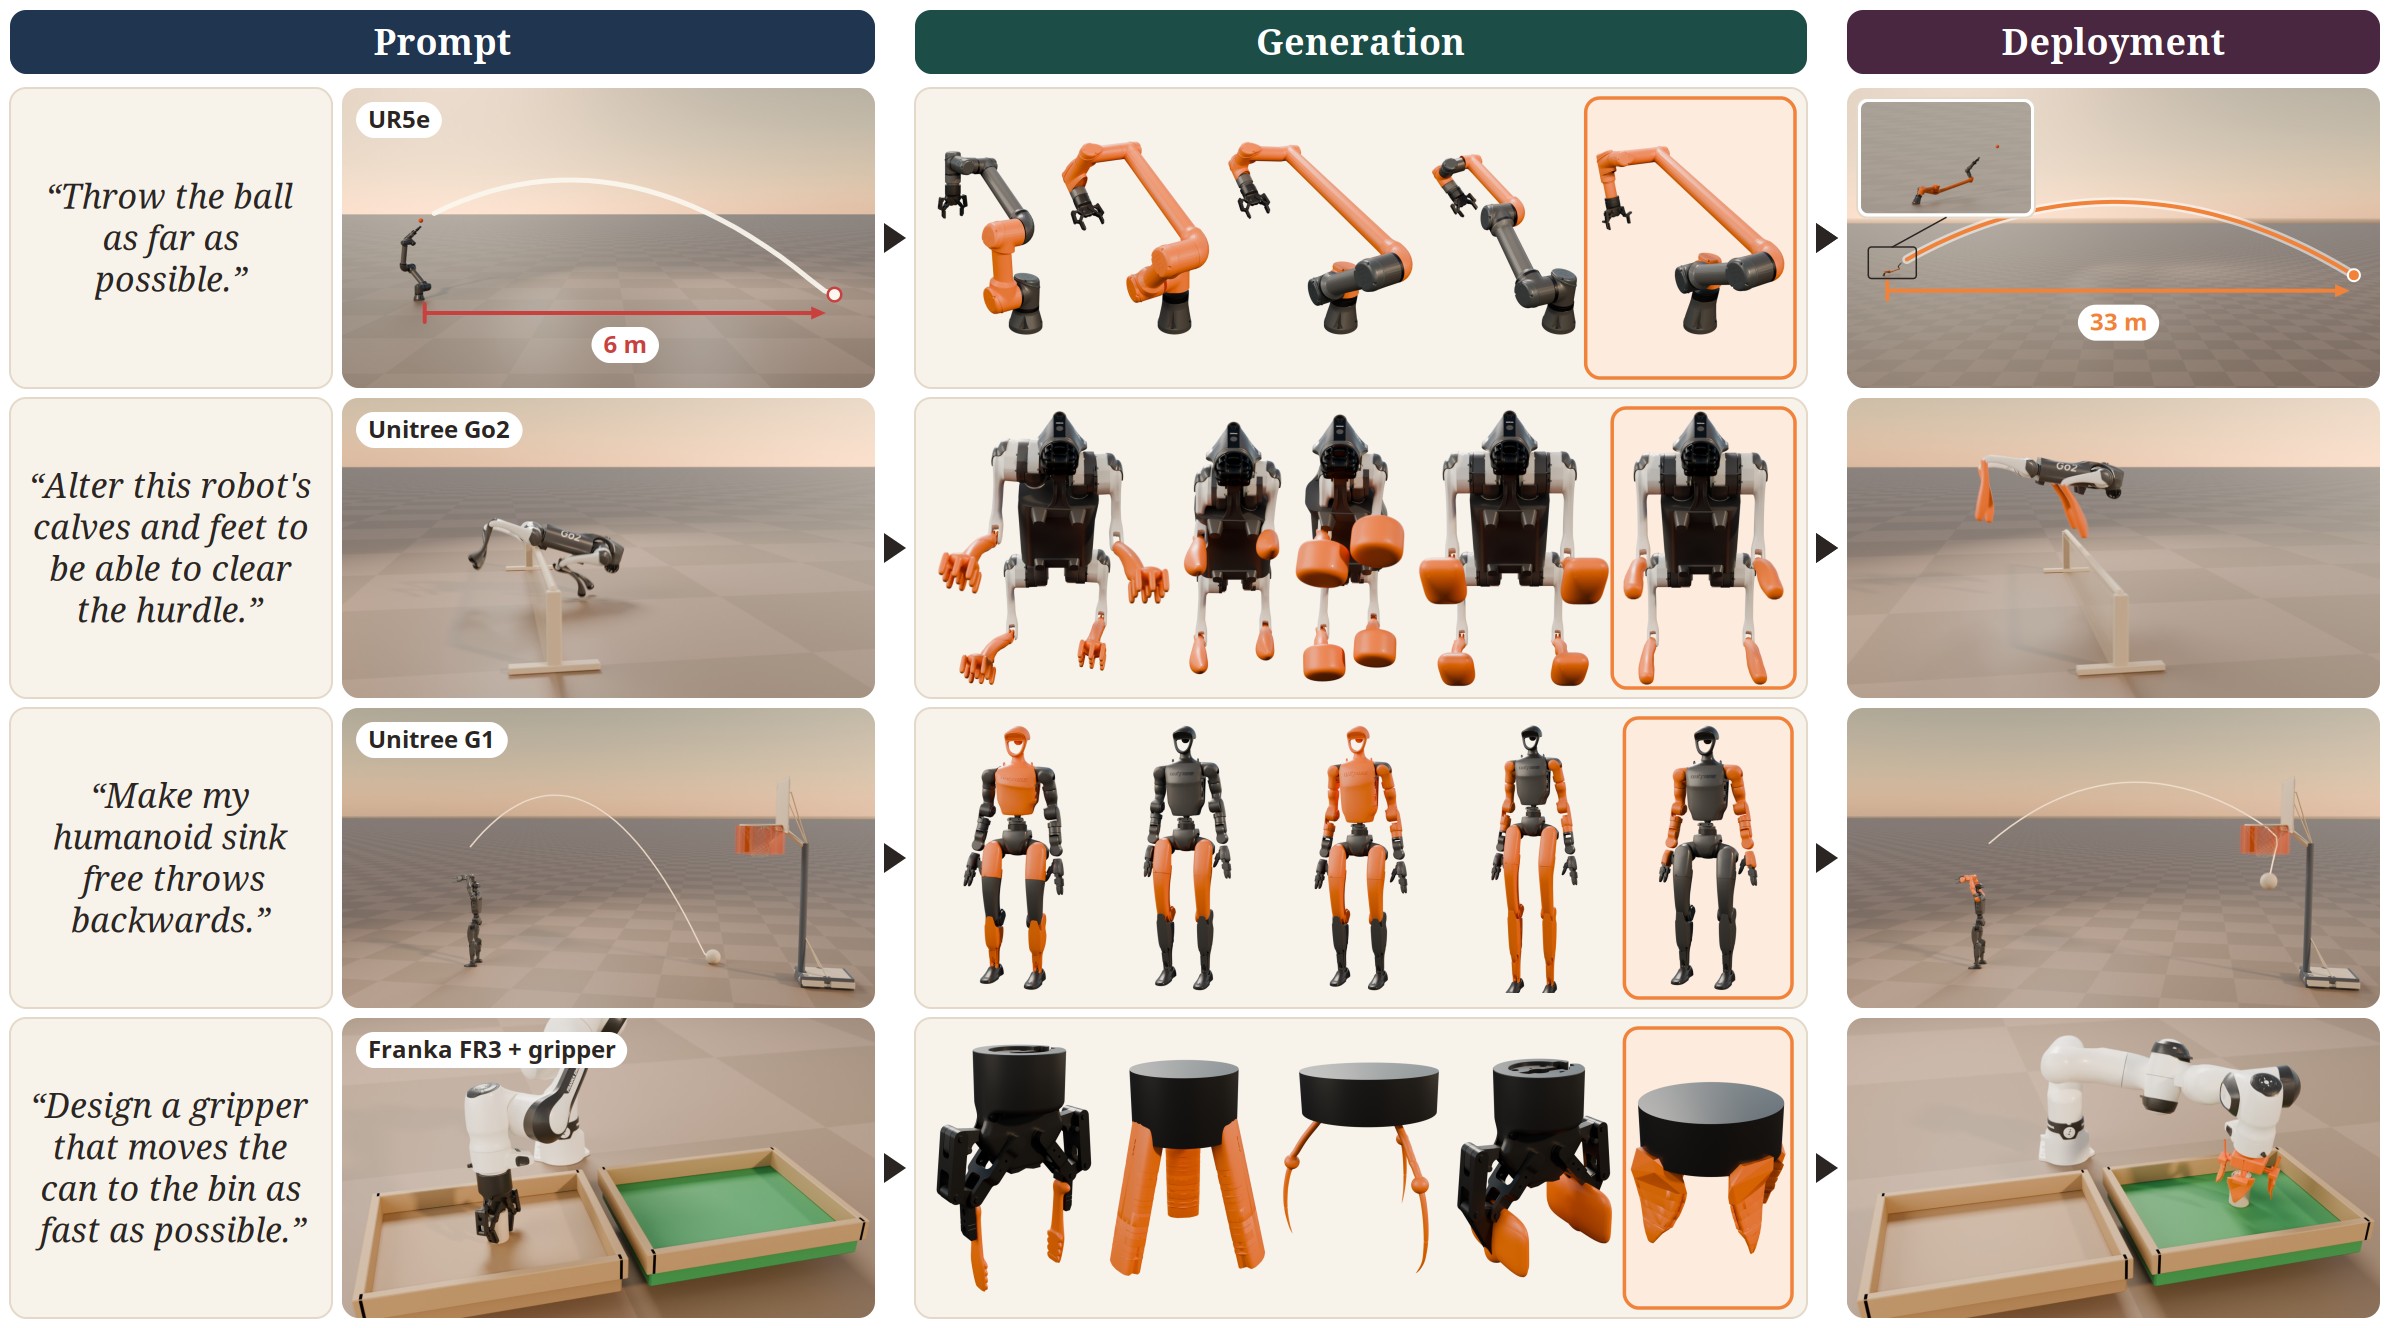 Prompt
Generation
Deployment
“Throw the ball
as far as
possible.”
UR5e
6 m
33 m
“Alter this robot's
calves and feet to
be able to clear
the hurdle.”
Unitree Go2
Go2
Go2
“Make my
humanoid sink
free throws
backwards.”
Unitree G1
“Design a gripper
that moves the
can to the bin as
fast as possible.”
Franka FR3 + gripper